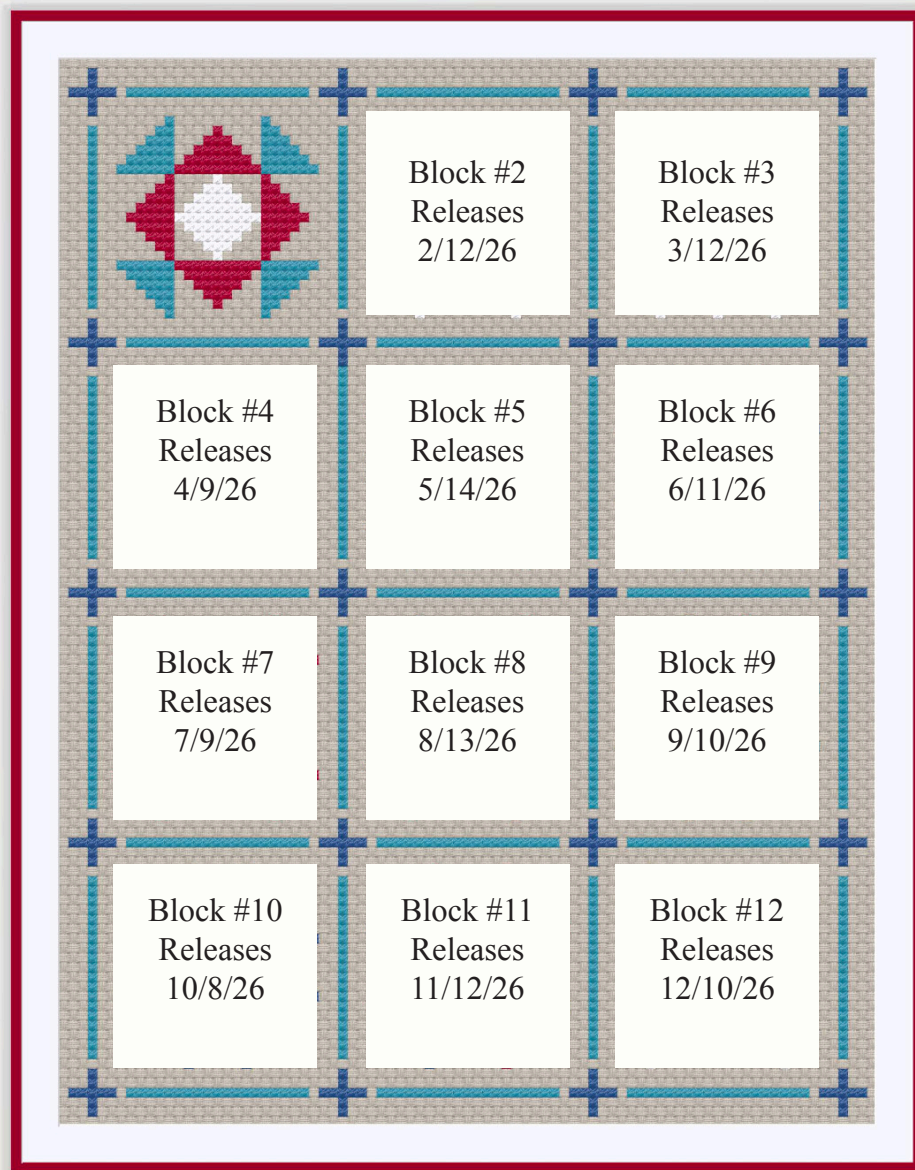 Block #2
Releases
2/12/26
Block #3
Releases
3/12/26
Block #4
Releases
4/9/26
Block #5
Releases
5/14/26
Block #6
Releases
6/11/26
Block #7
Releases
7/9/26
Block #8
Releases
8/13/26
Block #9
Releases
9/10/26
Block #10
Releases
10/8/26
Block #11
Releases
11/12/26
Block #12
Releases
12/10/26